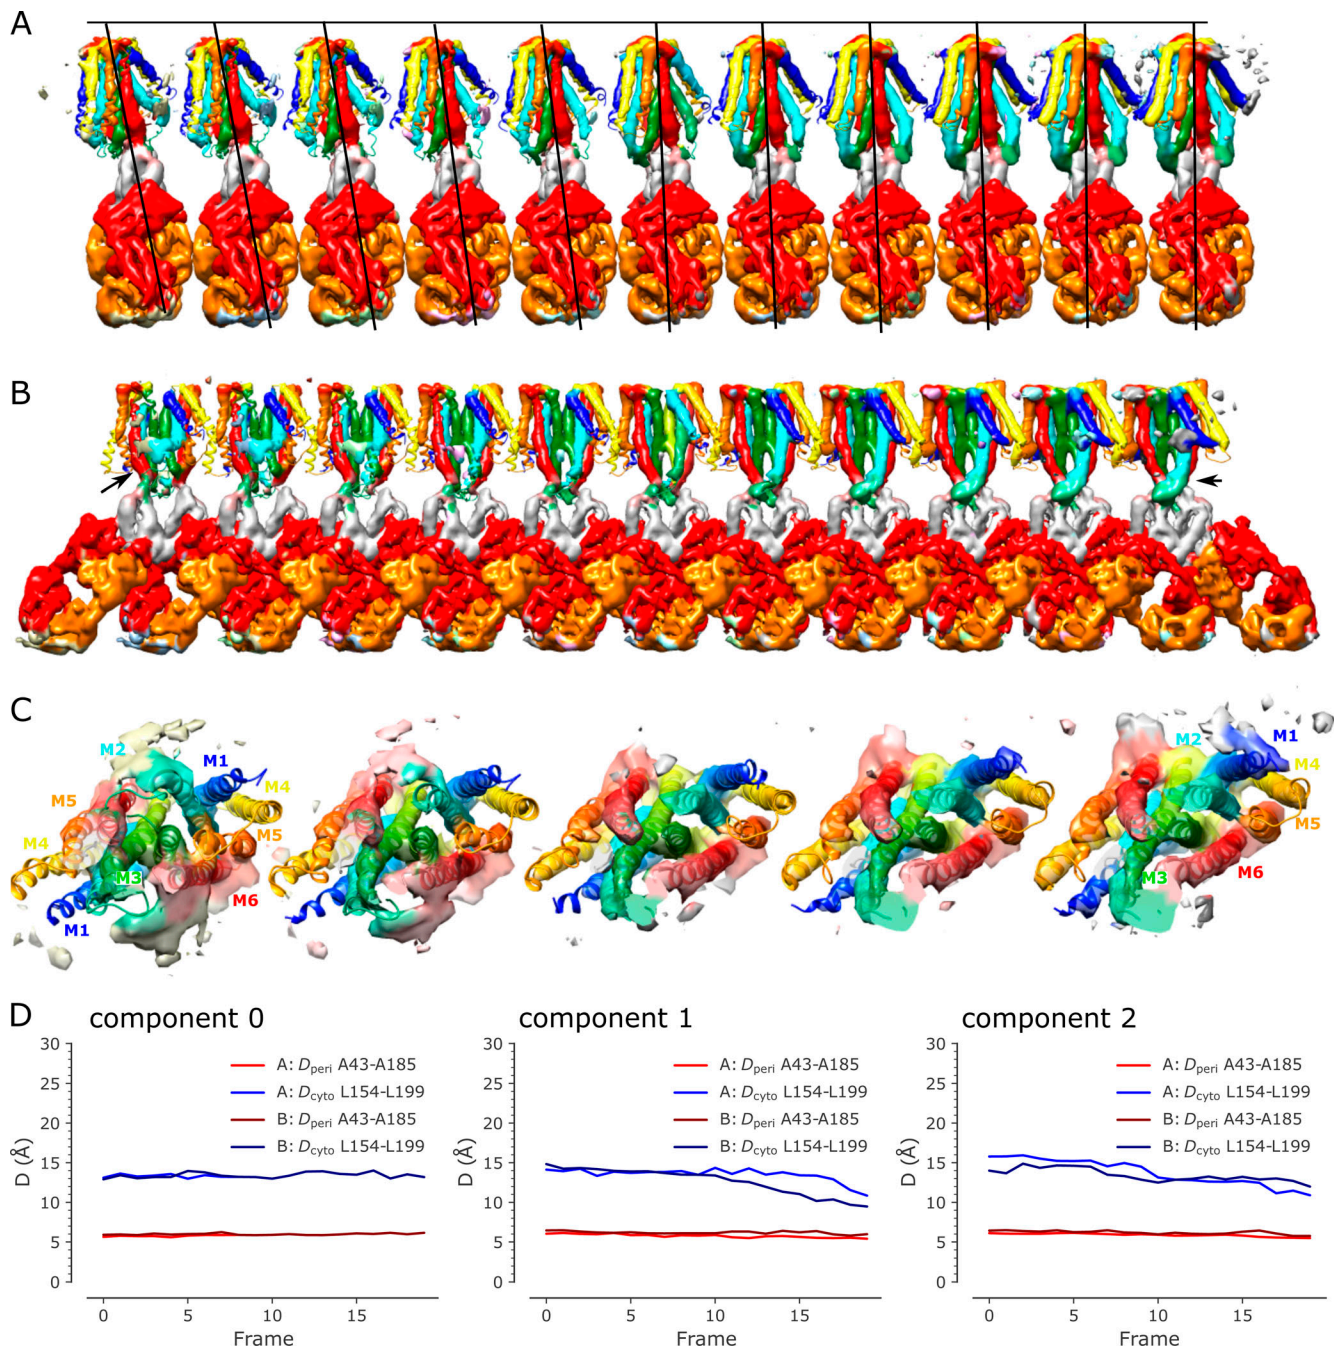 A
B
C
M2
M1
M4
M5
M4
M3
M6
M1
M2
M1
M4
M5
M3
M6
D
component 0
component 1
component 2
D (Å)
30
25
20
15
10
5
0
A: Dperi A43-A185
A: Dcyto L154-L199
B: Dperi A43-A185
B: Dcyto L154-L199
0
5
10
15
Frame
D (Å)
30
25
20
15
10
5
0
A: Dperi A43-A185
A: Dcyto L154-L199
B: Dperi A43-A185
B: Dcyto L154-L199
0
5
10
15
Frame
D (Å)
30
25
20
15
10
5
0
A: Dperi A43-A185
A: Dcyto L154-L199
B: Dperi A43-A185
B: Dcyto L154-L199
0
5
10
15
Frame